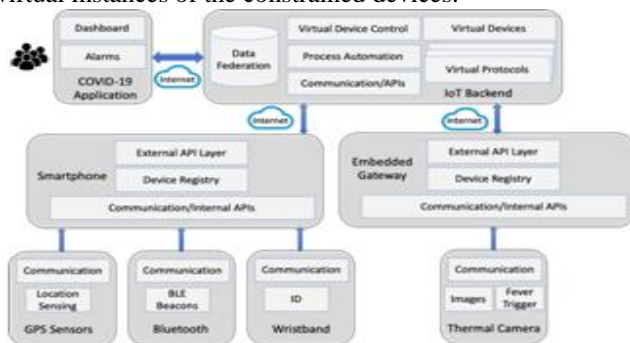 virtual instances of the constrained devices.
Dashboard
Alarms
COVID-19
Application
Internet
Data
Federation
Virtual Device Control
Virtual Devices
Process Automation
Communication/APIs
Virtual Protocols
IoT Backend
Internet
Internet
Smartphone
External API Layer
Device Registry
Communication/Internal APIs
Embedded
Gateway
External API Layer
Device Registry
Communication/Internal APIs
Communication
Location
Sensing
GPS Sensors
Communication
BLE
Beacons
Bluetooth
Communication
ID
Wristband
Communication
Images
Fever
Trigger
Thermal Camera